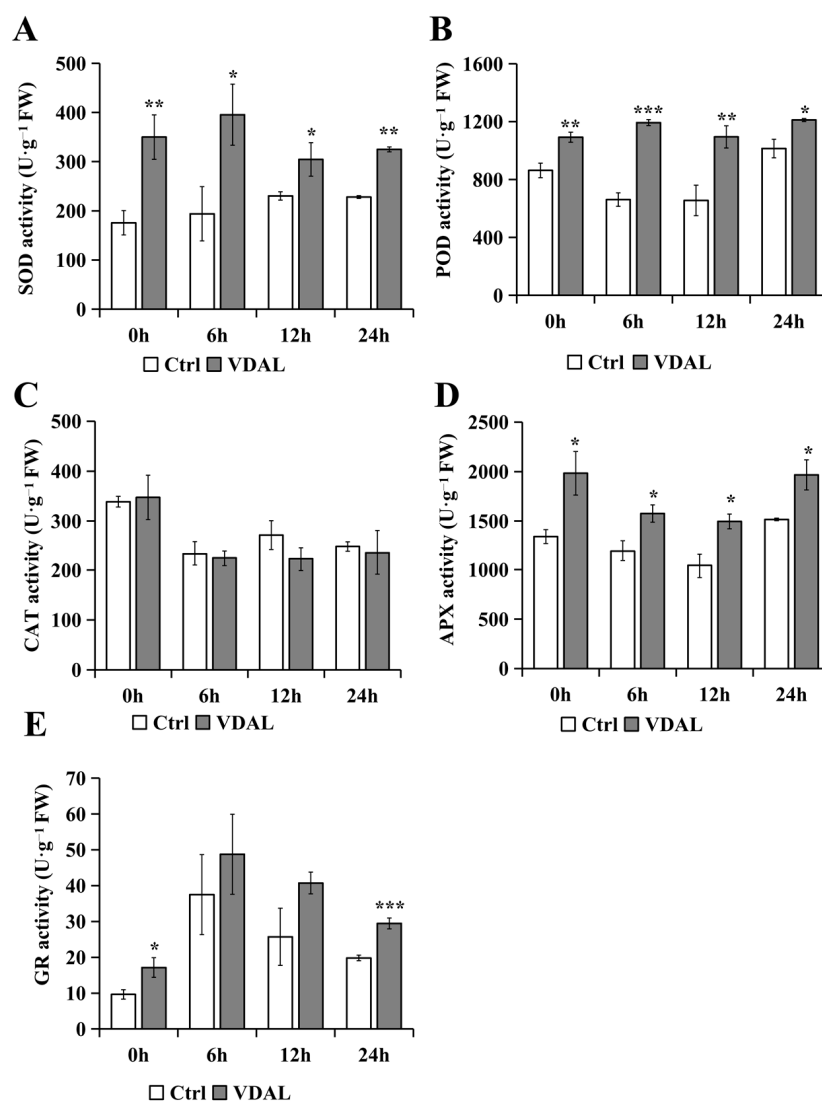 A
SOD activity (U·g⁻¹ FW)
500
400
300
200
100
0
**
*
*
**
0h 6h 12h 24h
Ctrl VDAL
B
POD activity (U·g⁻¹ FW)
1600
1200
800
400
0
**
***
**
*
0h 6h 12h 24h
Ctrl VDAL
C
CAT activity (U·g⁻¹ FW)
500
400
300
200
100
0
0h 6h 12h 24h
Ctrl VDAL
D
APX activity (U·g⁻¹ FW)
2500
2000
1500
1000
500
0
*
*
*
*
0h 6h 12h 24h
Ctrl VDAL
E
GR activity (U·g⁻¹ FW)
70
60
50
40
30
20
10
0
*
***
0h 6h 12h 24h
Ctrl VDAL